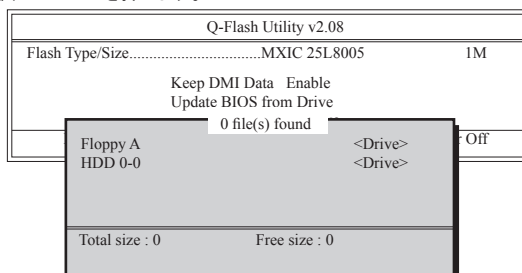 Q-Flash Utility v2.08
Flash Type/Size.................................MXIC 25L8005 1M
Keep DMI Data Enable
Update BIOS from Drive
0 file(s) found
Off
Floppy A <Drive>
HDD 0-0 <Drive>
Total size : 0 Free size : 0